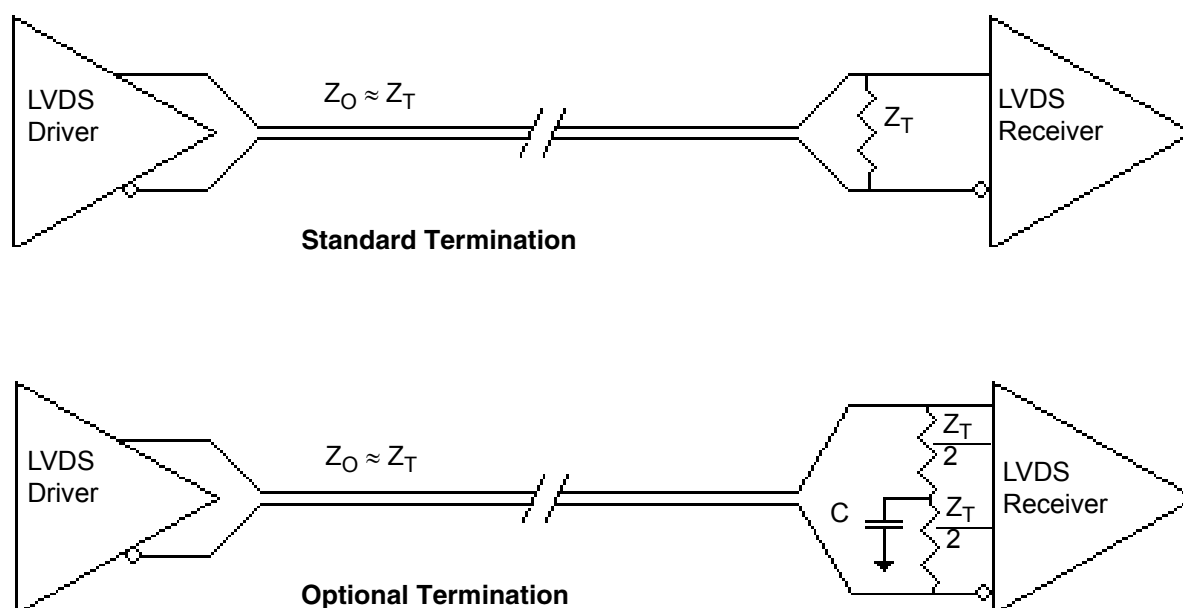 LVDS
Driver
Z_O ≈ Z_T
Z_T
LVDS
Receiver
Standard Termination
LVDS
Driver
Z_O ≈ Z_T
C
Z_T
2
Z_T
2
LVDS
Receiver
Optional Termination